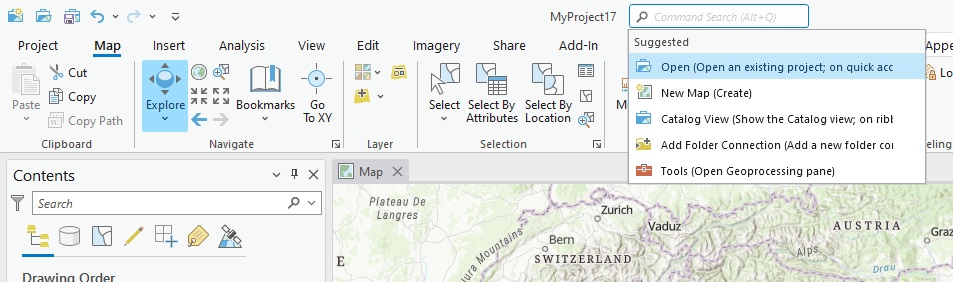 MyProject17
Command Search (Alt+Q)
Project Map Insert Analysis View Edit Imagery Share Add-In
Suggested
Open (Open an existing project; on quick acc
New Map (Create)
Catalog View (Show the Catalog view; on ribb
Add Folder Connection (Add a new folder con
Tools (Open Geoprocessing pane)
Appe
Paste
Cut
Copy
Copy Path
Clipboard
Explore
Bookmarks
Go
To XY
Navigate
Layer
Select
Select By
Attributes
Select By
Location
Selection
M
Lo
eling
Contents
Search
Drawing Order
Map
Plateau De
Langres
Zurich
Vaduz
Bern
SWITZERLAND
ura Mountains
AUSTRIA
Graz
Alps
Drau
E